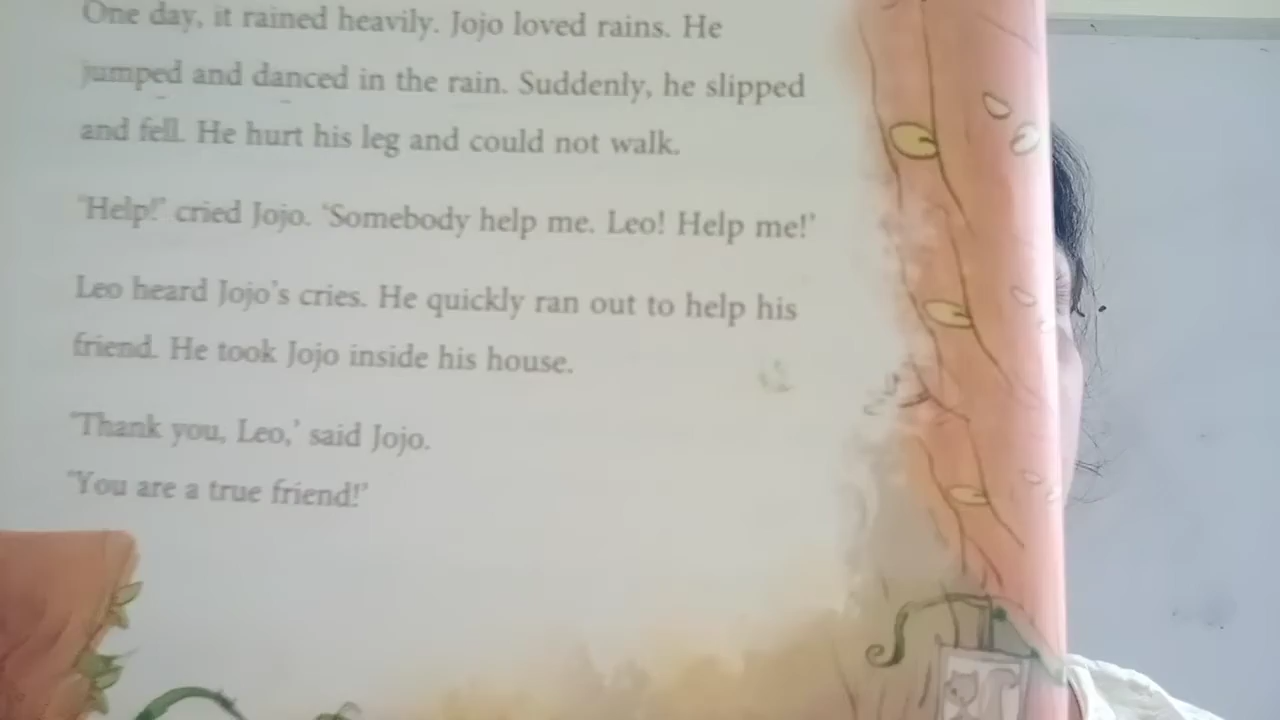 One day, it rained heavily. Jojo loved rains. He
jumped and danced in the rain. Suddenly, he slipped
and fell. He hurt his leg and could not walk.
'Help!' cried Jojo. 'Somebody help me. Leo! Help me!'
Leo heard Jojo's cries. He quickly ran out to help his
friend. He took Jojo inside his house.
'Thank you, Leo,' said Jojo.
'You are a true friend!'